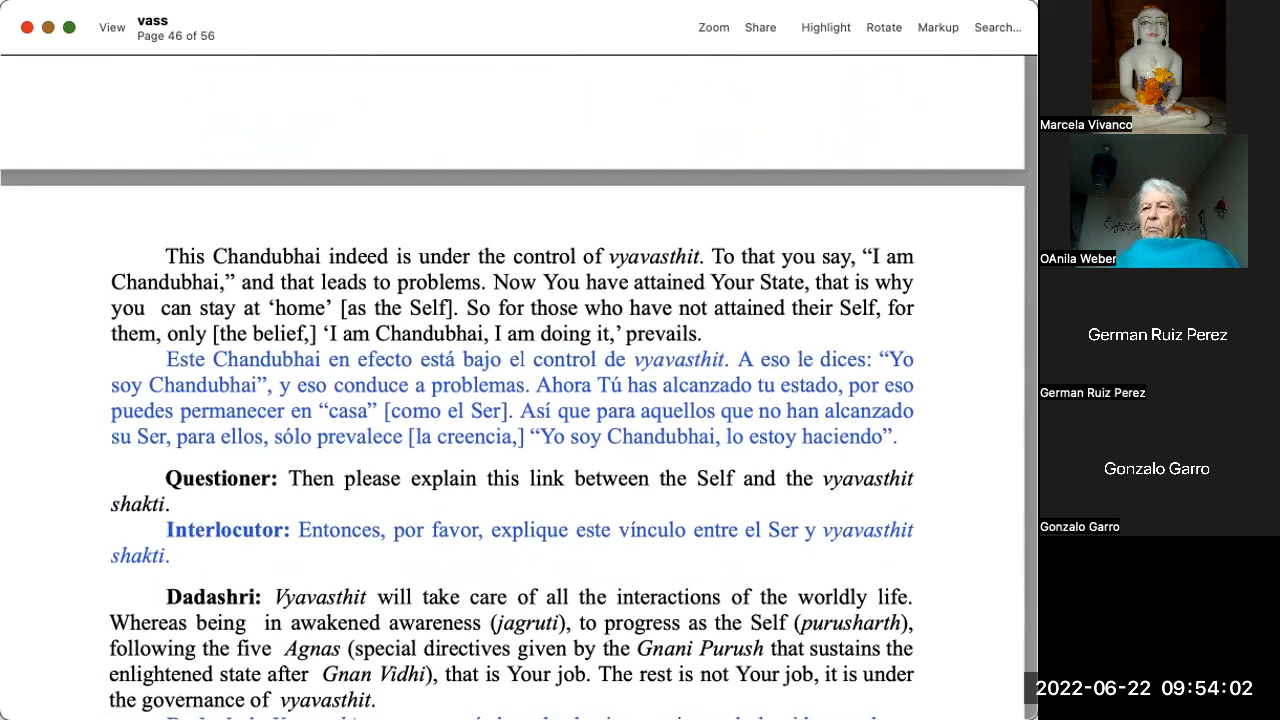 View
vass
Page 46 of 56
Zoom Share Highlight Rotate Markup Search...
This Chandubhai indeed is under the control of vyavasthit. To that you say, “I am
Chandubhai,” and that leads to problems. Now You have attained Your State, that is why
you can stay at ‘home’ [as the Self]. So for those who have not attained their Self, for
them, only [the belief,] ‘I am Chandubhai, I am doing it,’ prevails.
Este Chandubhai en efecto está bajo el control de vyavasthit. A eso le dices: “Yo
soy Chandubhai”, y eso conduce a problemas. Ahora Tú has alcanzado tu estado, por eso
puedes permanecer en “casa” [como el Ser]. Así que para aquellos que no han alcanzado
su Ser, para ellos, sólo prevalece [la creencia,] “Yo soy Chandubhai, lo estoy haciendo”.
Questioner: Then please explain this link between the Self and the vyavasthit
shakti.
Interlocutor: Entonces, por favor, explique este vínculo entre el Ser y vyavasthit
shakti.
Dadashri: Vyavasthit will take care of all the interactions of the worldly life.
Whereas being in awakened awareness (jagruti), to progress as the Self (purusharth),
following the five Agnas (special directives given by the Gnani Purush that sustains the
enlightened state after Gnan Vidhi), that is Your job. The rest is not Your job, it is under
the governance of vyavasthit.
Marcela Vivanco
OAnila Weber
German Ruiz Perez
German Ruiz Perez
Gonzalo Garro
Gonzalo Garro
2022-06-22 09:54:02